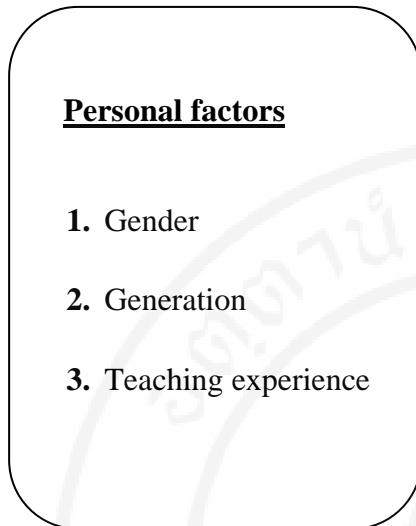 Personal factors
1. Gender
2. Generation
3. Teaching experience